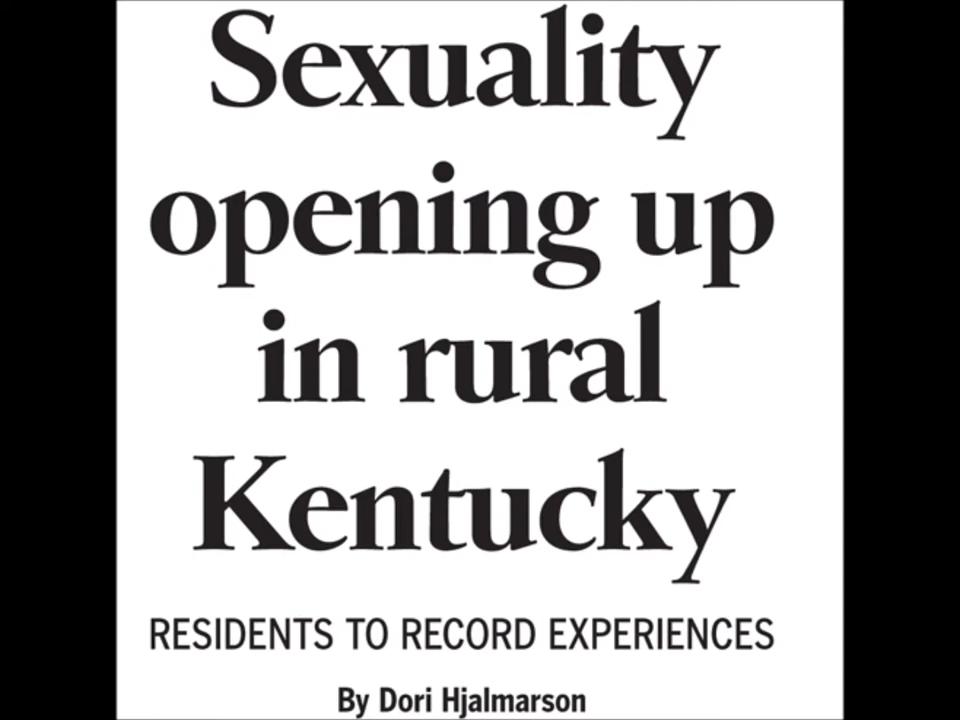 Sexuality
opening up
in rural
Kentucky
RESIDENTS TO RECORD EXPERIENCES
By Dori Hjalmarson